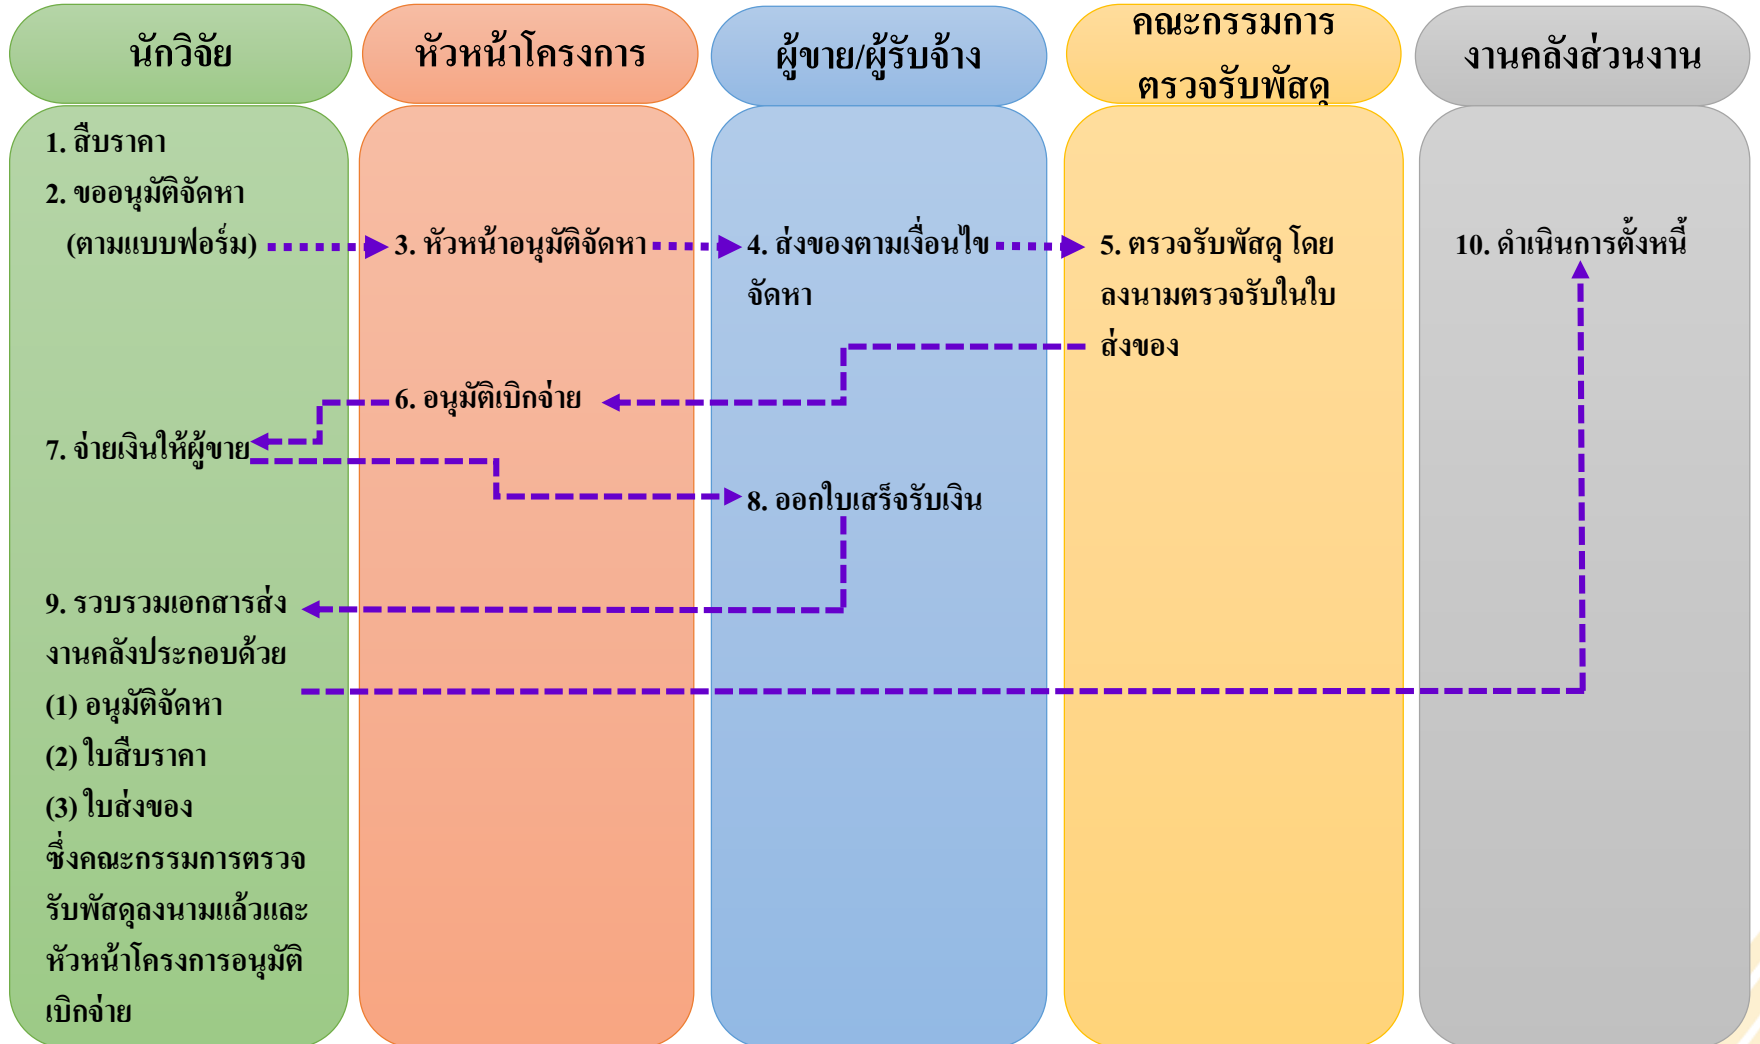 นักวิจัย
หัวหน้าโครงการ
ผู้ขาย/ผู้รับจ้าง
คณะกรรมการ
ตรวจรับพัสดุ
งานคลังส่วนงาน
1. สืบราคา
2. ขออนุมัติจัดหา
(ตามแบบฟอร์ม)
3. หัวหน้าอนุมัติจัดหา
4. ส่งของตามเงื่อนไข
จัดหา
5. ตรวจรับพัสดุ โดย
ลงนามตรวจรับในใบ
ส่งของ
10. ดำเนินการตั้งหนี้
6. อนุมัติเบิกจ่าย
7. จ่ายเงินให้ผู้ขาย
8. ออกใบเสร็จรับเงิน
9. รวบรวมเอกสารส่ง
งานคลังประกอบด้วย
(1) อนุมัติจัดหา
(2) ใบสืบราคา
(3) ใบส่งของ
ซึ่งคณะกรรมการตรวจ
รับพัสดุลงนามแล้วและ
หัวหน้าโครงการอนุมัติ
เบิกจ่าย